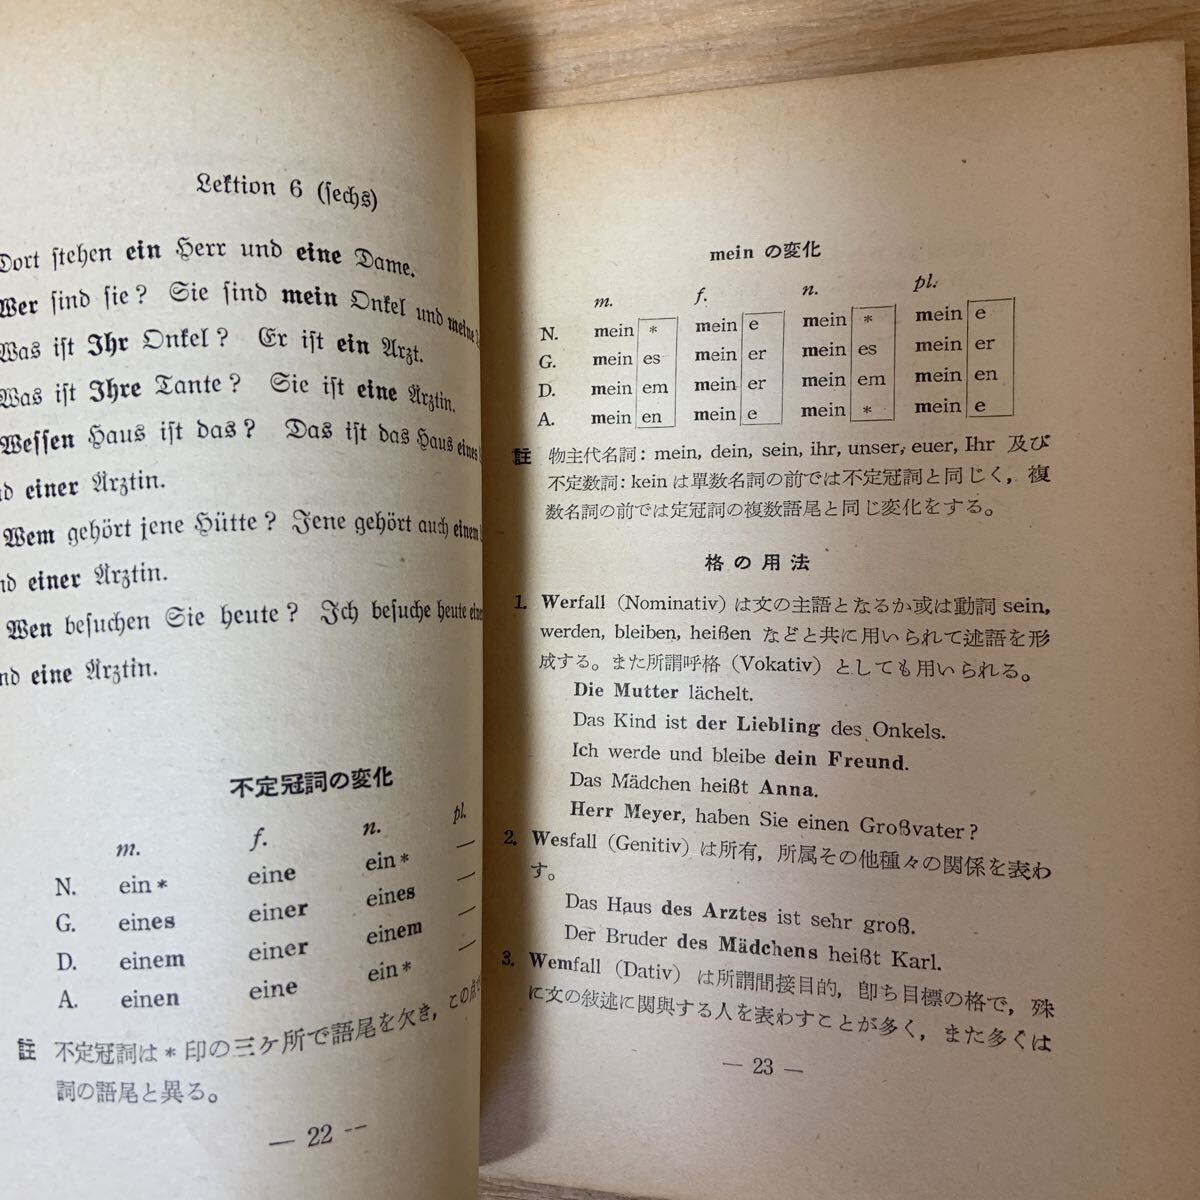 Lektion 6 (sechs)
Dort stehen ein Herr und eine Dame.
Wer sind sie? Sie sind mein Onkel und meine
Was ist Ihr Onkel? Er ist ein Arzt.
Was ist Ihre Tante? Sie ist eine Ärztin.
Wessen Haus ist das? Das ist das Haus eines
einer Ärztin.
Wem gehört jene Hütte? Jene gehört auch einem
einer Ärztin.
Wen besuchen Sie heute? Ich besuche heute
eine Ärztin.
不定冠詞の変化
m. f. n. pl.
N. ein* eine ein* —
G. eines einer eines —
D. einem einer einem —
A. einen eine ein* —
註 不定冠詞は*印の三ヶ所で語尾を欠き，この点で
詞の語尾と異る。
— 22 —
mein の変化
m. f. n. pl.
N. mein * mein e mein * mein e
G. mein es mein er mein es mein er
D. mein em mein er mein em mein en
A. mein en mein e mein * mein e
註 物主代名詞: mein, dein, sein, ihr, unser, euer, Ihr 及び
不定数詞: kein は單数名詞の前では不定冠詞と同じく，複
数名詞の前では定冠詞の複数語尾と同じ変化をする。
格の用法
1. Werfall (Nominativ) は文の主語となるか或は動詞 sein,
werden, bleiben, heißen などと共に用いられて述語を形
成する。また所謂呼格 (Vokativ) としても用いられる。
Die Mutter lächelt.
Das Kind ist der Liebling des Onkels.
Ich werde und bleibe dein Freund.
Das Mädchen heißt Anna.
Herr Meyer, haben Sie einen Großvater?
2. Wesfall (Genitiv) は所有，所属その他種々の関係を表わ
す。
Das Haus des Arztes ist sehr groß.
Der Bruder des Mädchens heißt Karl.
3. Wemfall (Dativ) は所謂間接目的，卽ち目標の格で，殊
に文の敍述に関與する人を表わすことが多く，また多くは
— 23 —